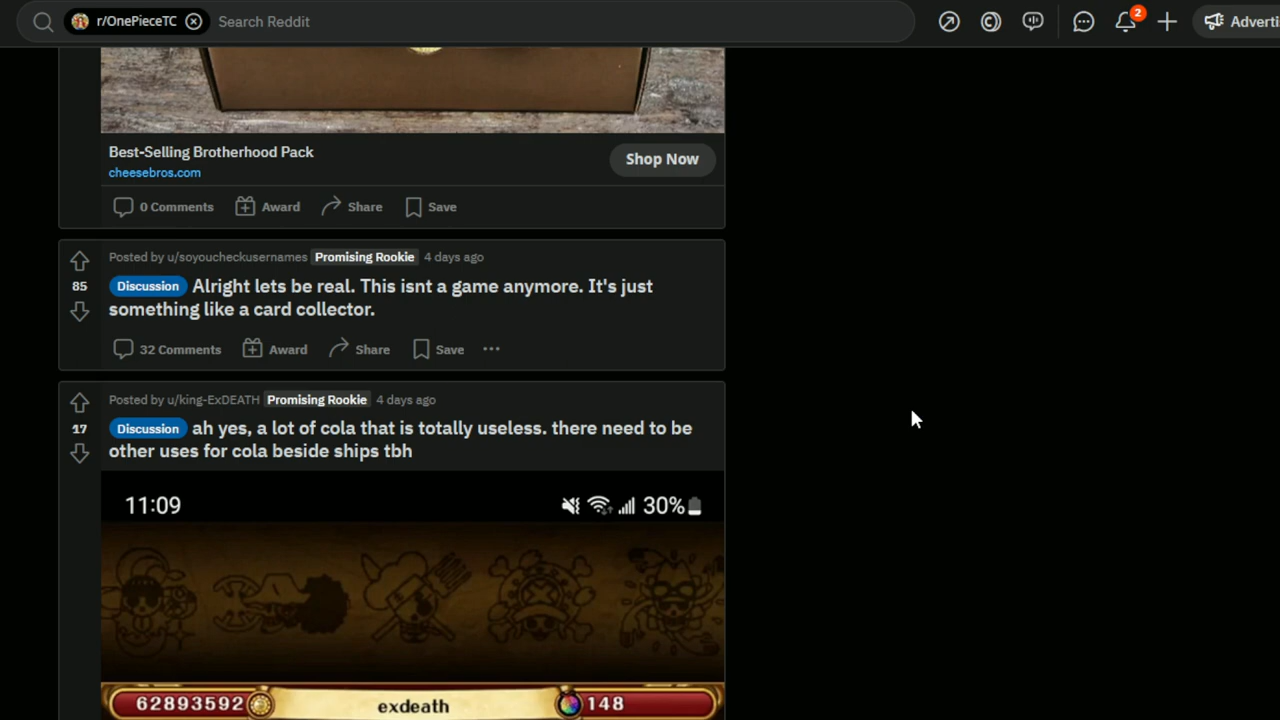 r/OnePieceTC Search Reddit 2 Adverti
Best-Selling Brotherhood Pack
Shop Now
cheesebros.com
0 Comments Award Share Save
Posted by u/soyoucheckusernames Promising Rookie 4 days ago
85
Discussion Alright lets be real. This isnt a game anymore. It's just
something like a card collector.
32 Comments Award Share Save
Posted by u/king-ExDEATH Promising Rookie 4 days ago
17
Discussion ah yes, a lot of cola that is totally useless. there need to be
other uses for cola beside ships tbh
11:09 30%
62893592 exdeath 148